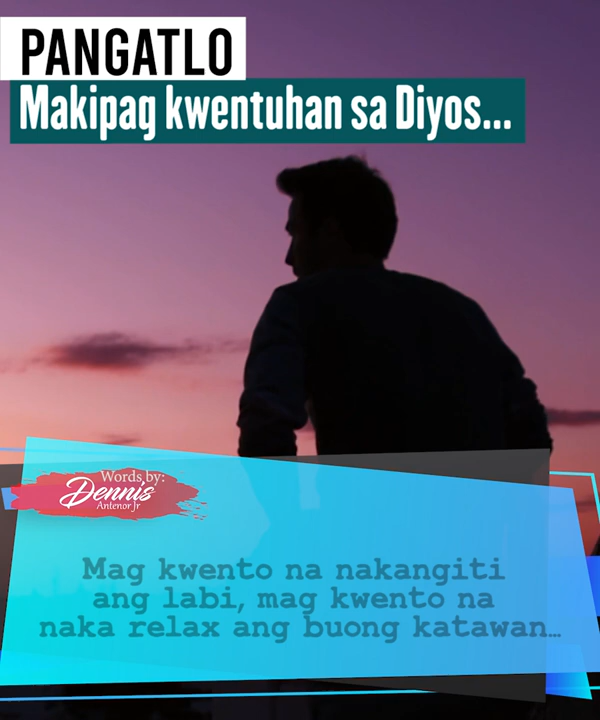 PANGATLO
Makipag kwentuhan sa Diyos...
Words by:
Dennis
Antenor Jr
Mag kwento na nakangiti
ang labi, mag kwento na
naka relax ang buong katawan…